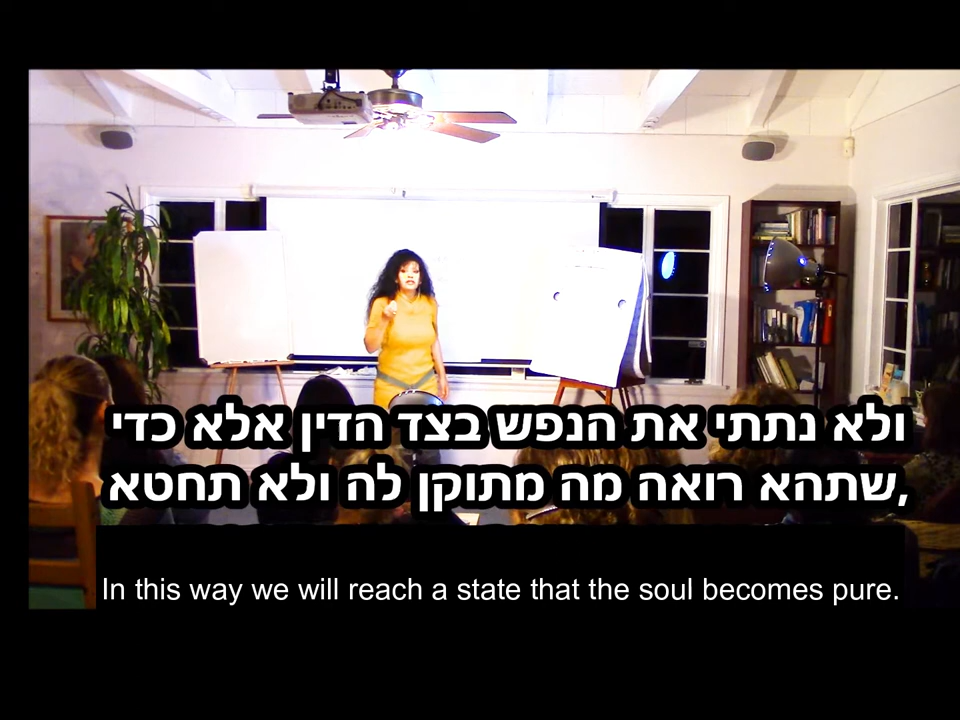 ולא נתתי את הנפש בצד הדין אלא כדי
שתהא רואה מה מתוקן לה ולא תחטא,
In this way we will reach a state that the soul becomes pure.